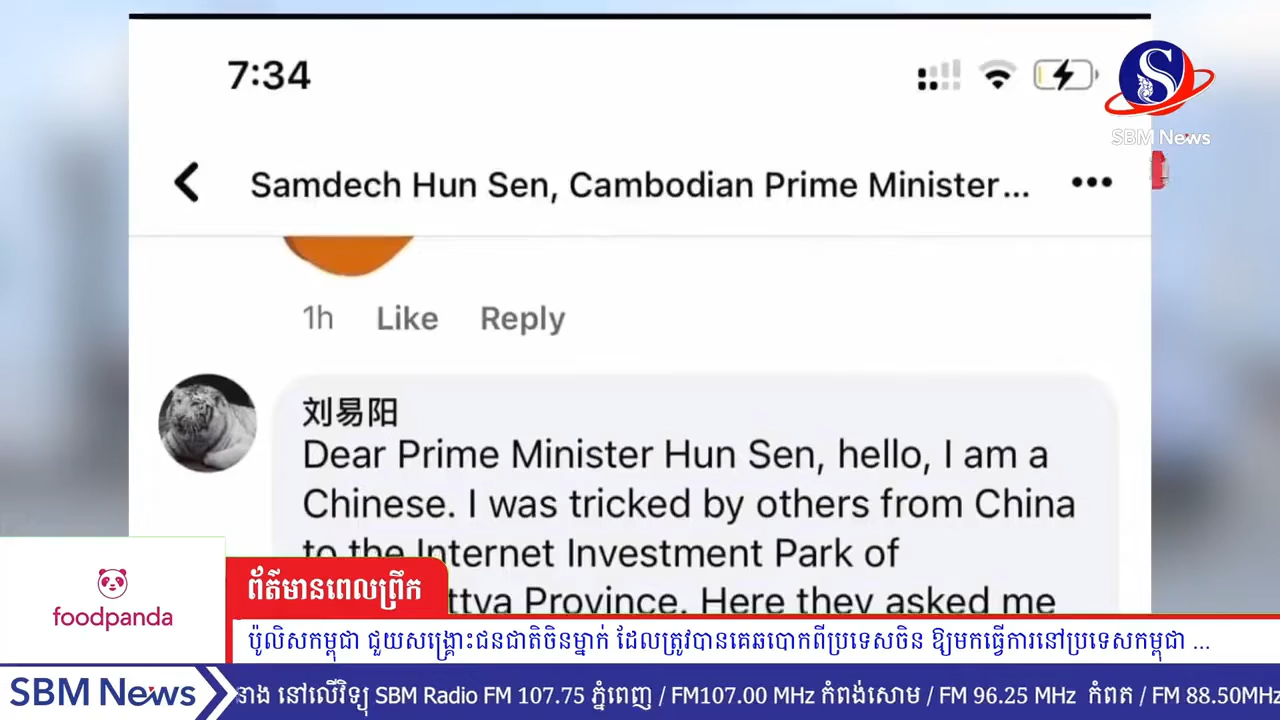 7:34
SBM News
Samdech Hun Sen, Cambodian Prime Minister...
1h Like Reply
刘易阳
Dear Prime Minister Hun Sen, hello, I am a
Chinese. I was tricked by others from China
to the Internet Investment Park of
ttya Province. Here they asked me
foodpanda
ព័ត៌មានពេលព្រឹក
ប៉ូលិសកម្ពុជា ជួយសង្គ្រោះជនជាតិចិនម្នាក់ ដែលត្រូវបានគេឆបោកពីប្រទេសចិន ឱ្យមកធ្វើការនៅប្រទេសកម្ពុជា ...
SBM News
នាង នៅលើវិទ្យុ SBM Radio FM 107.75 ភ្នំពេញ / FM107.00 MHz កំពង់សោម / FM 96.25 MHz កំពត / FM 88.50MHz